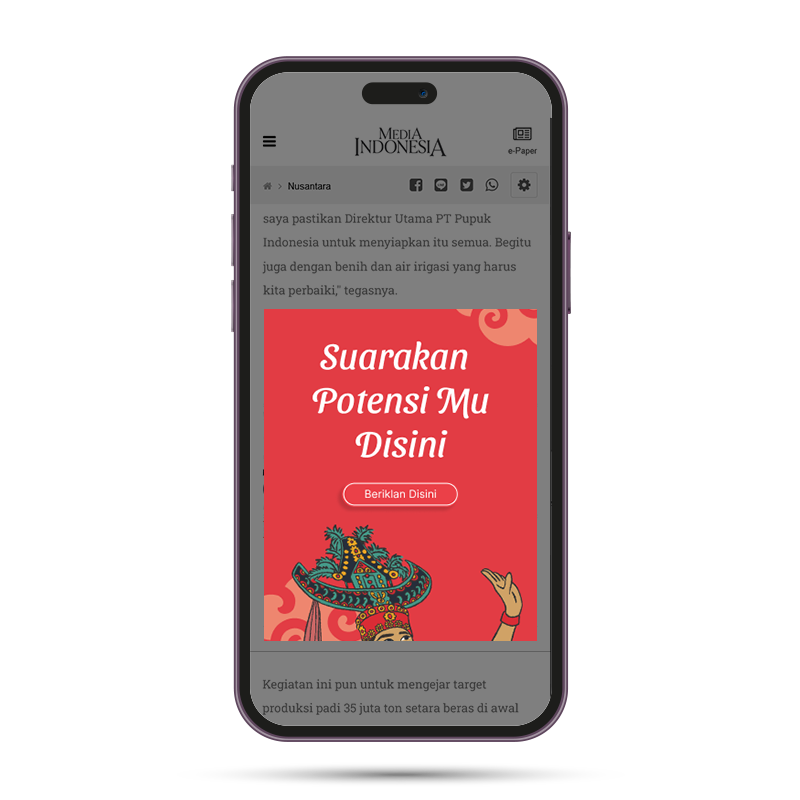 MEDIA
INDONESIA
e-Paper
Nusantara
saya pastikan Direktur Utama PT Pupuk
Indonesia untuk menyiapkan itu semua. Begitu
juga dengan benih dan air irigasi yang harus
kita perbaiki," tegasnya.
Suarakan
Potensi Mu
Disini
Beriklan Disini
Kegiatan ini pun untuk mengejar target
produksi padi 35 juta ton setara beras di awal